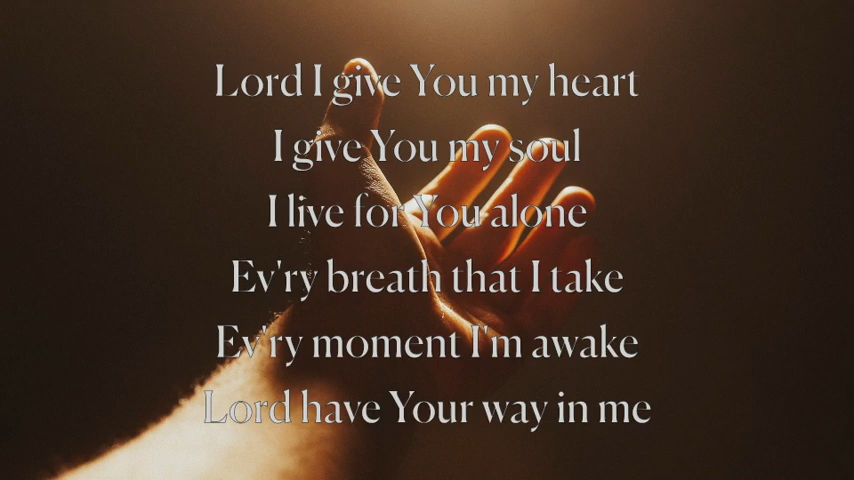 Lord I give You my heart
I give You my soul
I live for You alone
Ev'ry breath that I take
Ev'ry moment I'm awake
Lord have Your way in me